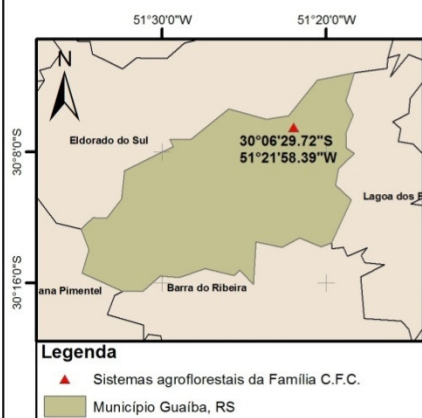 51°30'0"W 51°20'0"W
N
Eldorado do Sul
30°06'29.72"S
51°21'58.39"W
30°8'0"S
Lagoa dos
30°16'0"S
ana Pimentel
Barra do Ribeira
Legenda
Sistemas agroflorestais da Família C.F.C.
Município Guaíba, RS